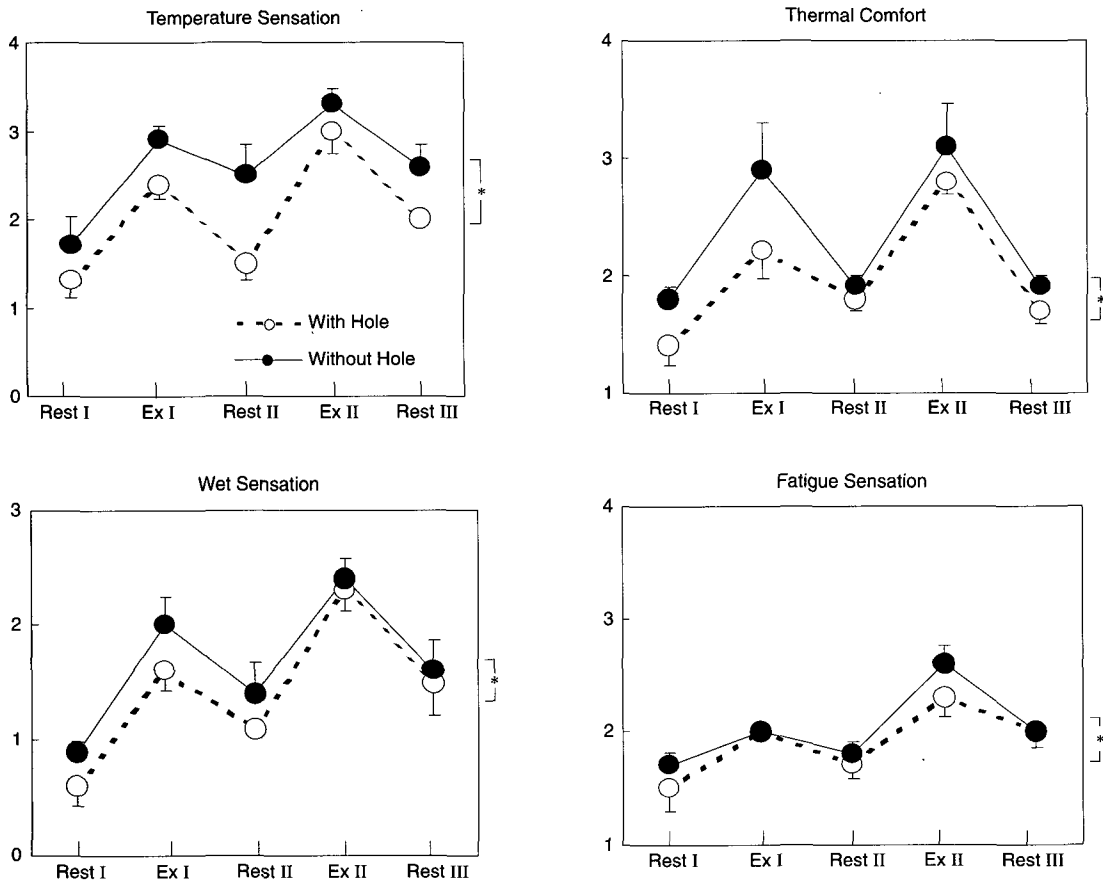 Temperature Sensation
4
3
2
1
0
*
With Hole
Without Hole
Rest I Ex I Rest II Ex II Rest III
Thermal Comfort
4
3
2
1
*
Rest I Ex I Rest II Ex II Rest III
Wet Sensation
3
2
1
0
*
Rest I Ex I Rest II Ex II Rest III
Fatigue Sensation
4
3
2
1
*
Rest I Ex I Rest II Ex II Rest III